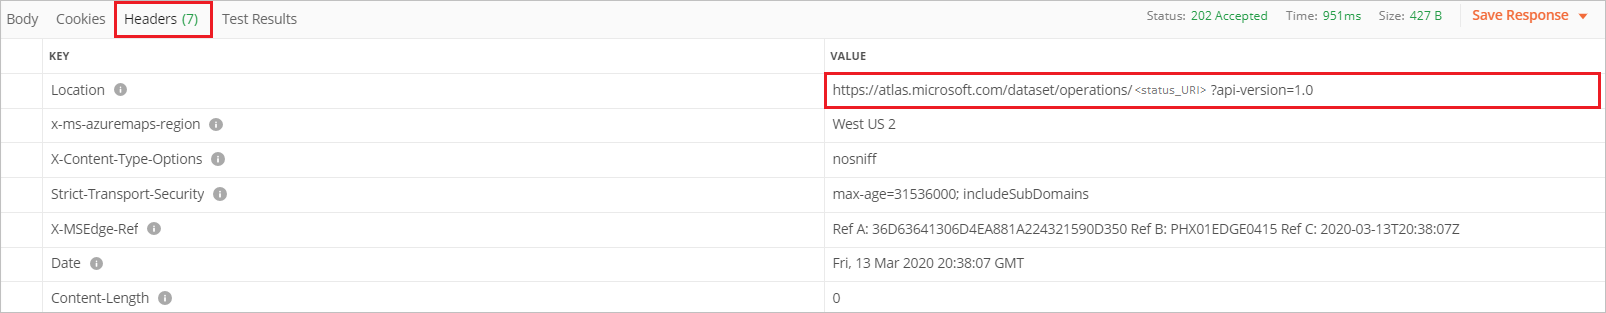 Body Cookies Headers (7) Test Results Status: 202 Accepted Time: 951ms Size: 427 B Save Response
KEY VALUE
Location https://atlas.microsoft.com/dataset/operations/ <status_URI> ?api-version=1.0
x-ms-azuremaps-region West US 2
X-Content-Type-Options nosniff
Strict-Transport-Security max-age=31536000; includeSubDomains
X-MSEdge-Ref Ref A: 36D63641306D4EA881A224321590D350 Ref B: PHX01EDGE0415 Ref C: 2020-03-13T20:38:07Z
Date Fri, 13 Mar 2020 20:38:07 GMT
Content-Length 0